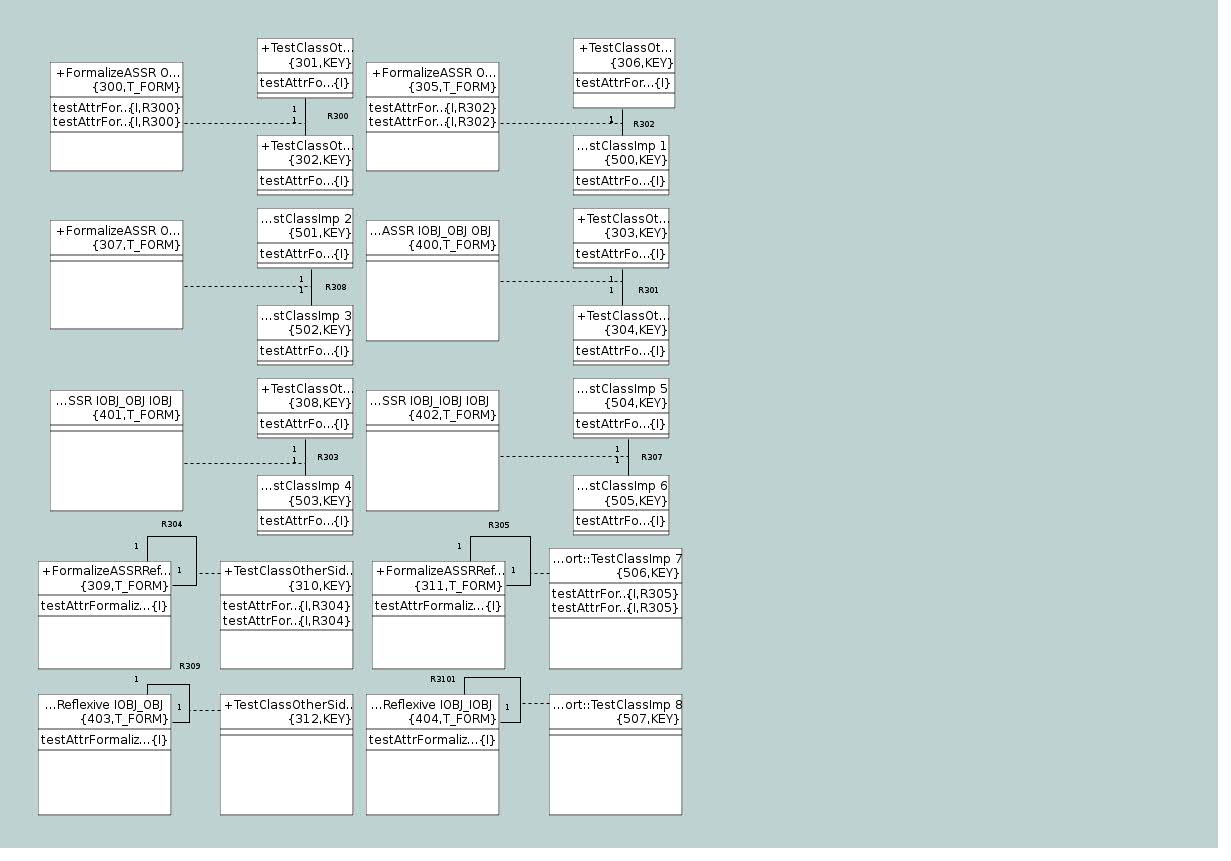 +FormalizeASSR O...
{300,T_FORM}
testAttrFor...{I,R300}
testAttrFor...{I,R300}
+TestClassOt...
{301,KEY}
testAttrFo...{I}
1
1
R300
+TestClassOt...
{302,KEY}
testAttrFo...{I}
+FormalizeASSR O...
{305,T_FORM}
testAttrFor...{I,R302}
testAttrFor...{I,R302}
+TestClassOt...
{306,KEY}
testAttrFo...{I}
1
R302
...stClassImp 1
{500,KEY}
testAttrFo...{I}
+FormalizeASSR O...
{307,T_FORM}
...stClassImp 2
{501,KEY}
testAttrFo...{I}
1
1
R308
...stClassImp 3
{502,KEY}
testAttrFo...{I}
...ASSR IOBJ_OBJ OBJ
{400,T_FORM}
+TestClassOt...
{303,KEY}
testAttrFo...{I}
1
1
R301
+TestClassOt...
{304,KEY}
testAttrFo...{I}
...SSR IOBJ_OBJ IOBJ
{401,T_FORM}
+TestClassOt...
{308,KEY}
testAttrFo...{I}
1
1
R303
...stClassImp 4
{503,KEY}
testAttrFo...{I}
...SSR IOBJ_IOBJ IOBJ
{402,T_FORM}
...stClassImp 5
{504,KEY}
testAttrFo...{I}
1
1
R307
...stClassImp 6
{505,KEY}
testAttrFo...{I}
R304
1
1
+FormalizeASSRRef...
{309,T_FORM}
testAttrFormaliz...{I}
+TestClassOtherSid...
{310,KEY}
testAttrFor...{I,R304}
testAttrFor...{I,R304}
R305
1
1
+FormalizeASSRRef...
{311,T_FORM}
testAttrFormaliz...{I}
...ort::TestClassImp 7
{506,KEY}
testAttrFor...{I,R305}
testAttrFor...{I,R305}
R309
1
1
...Reflexive IOBJ_OBJ
{403,T_FORM}
testAttrFormaliz...{I}
+TestClassOtherSid...
{312,KEY}
R3101
1
...Reflexive IOBJ_IOBJ
{404,T_FORM}
testAttrFormaliz...{I}
...ort::TestClassImp 8
{507,KEY}